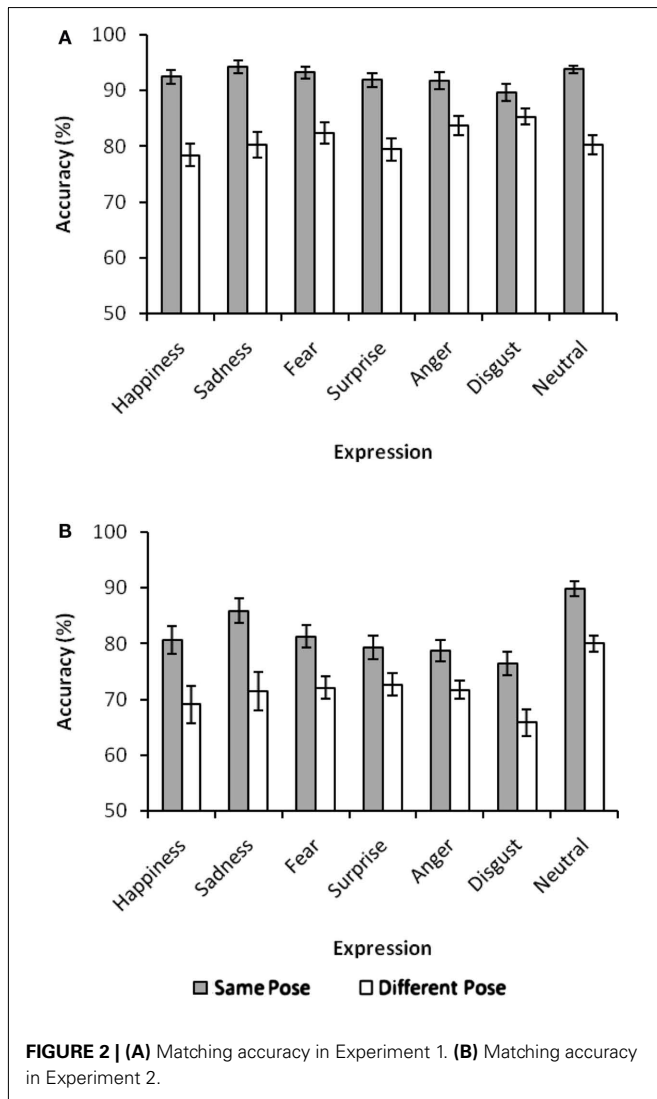 A
100
90
80
70
60
50
Accuracy (%)
Happiness
Sadness
Fear
Surprise
Anger
Disgust
Neutral
Expression
B
100
90
80
70
60
50
Accuracy (%)
Happiness
Sadness
Fear
Surprise
Anger
Disgust
Neutral
Expression
Same Pose Different Pose
FIGURE 2 | (A) Matching accuracy in Experiment 1. (B) Matching accuracy
in Experiment 2.